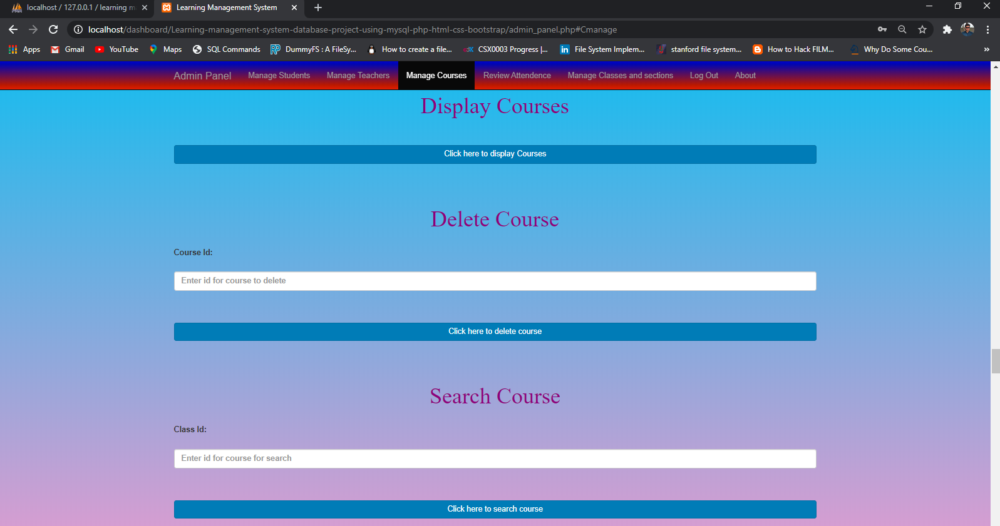 localhost / 127.0.0.1 / learning m
Learning Management System
localhost/dashboard/Learning-management-system-database-project-using-mysql-php-html-css-bootstrap/admin_panel.php#Cmanage
Apps Gmail YouTube Maps SQL Commands DummyFS : A FileSy... How to create a file... CSX0003 Progress |... File System Implem... stanford file system... How to Hack FILM... Why Do Some Cou... »
Admin Panel Manage Students Manage Teachers Manage Courses Review Attendence Manage Classes and sections Log Out About
Display Courses
Click here to display Courses
Delete Course
Course Id:
Enter id for course to delete
Click here to delete course
Search Course
Class Id:
Enter id for course for search
Click here to search course